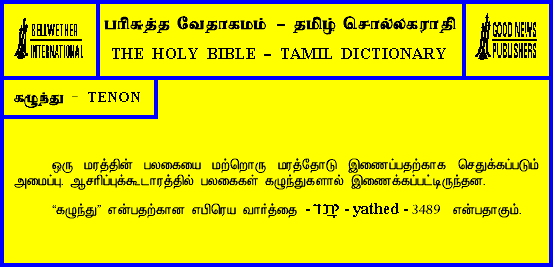 BELLWETHER
INTERNATIONAL
பரிசுத்த வேதாகமம் – தமிழ் சொல்லகராதி
THE HOLY BIBLE – TAMIL DICTIONARY
GOOD NEWS
PUBLISHERS
கழுந்து – TENON
ஒரு மரத்தின் பலகையை மற்றொரு மரத்தோடு இணைப்பதற்காக செதுக்கப்படும்
அமைப்பு. ஆசரிப்புக்கூடாரத்தில் பலகைகள் கழுந்துகளால் இணைக்கப்பட்டிருந்தன.
“கழுந்து” என்பதற்கான எபிரெய வார்த்தை - - yathed - 3489 என்பதாகும்.